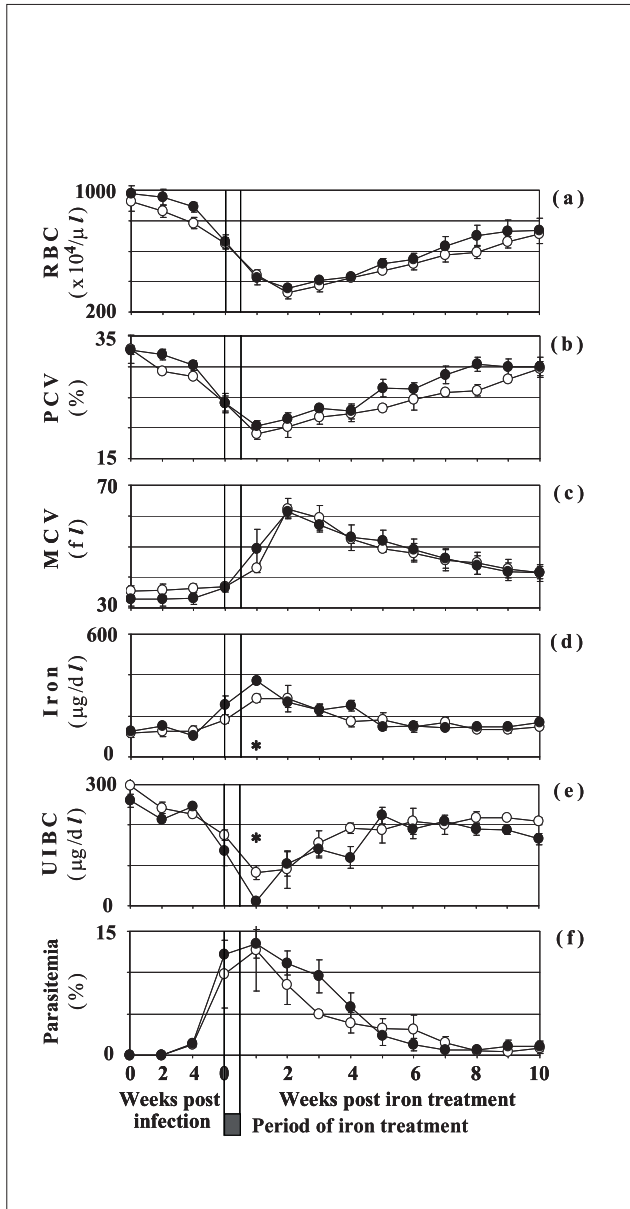 (a)
1000
RBC
(x10⁴/μl)
200
(b)
35
PCV
(%)
15
(c)
70
MCV
(fl)
30
(d)
600
Iron
(μg/dl)
0
*
(e)
300
UIBC
(μg/dl)
0
*
(f)
15
Parasitemia
(%)
0
0 2 4 0 2 4 6 8 10
Weeks post infection
Weeks post iron treatment
Period of iron treatment